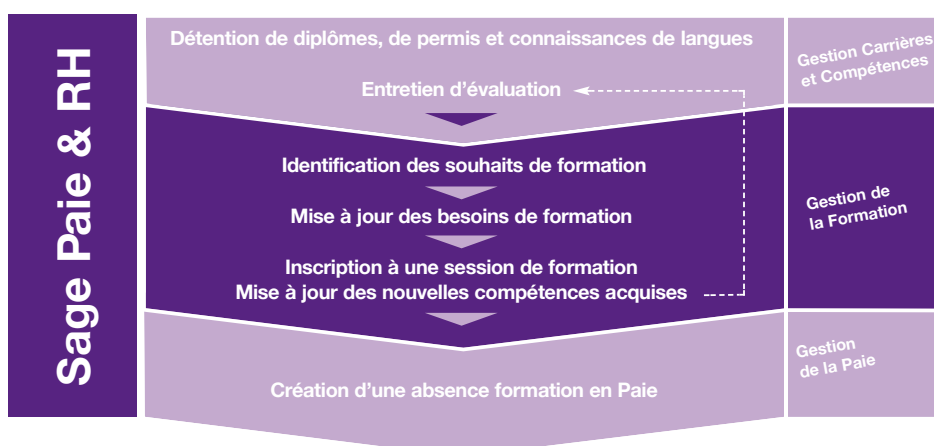 Sage Paie & RH
Détention de diplômes, de permis et connaissances de langues
Entretien d’évaluation
Gestion Carrières
et Compétences
Identification des souhaits de formation
Mise à jour des besoins de formation
Inscription à une session de formation
Mise à jour des nouvelles compétences acquises
Gestion de
la Formation
Création d’une absence formation en Paie
Gestion
de la Paie